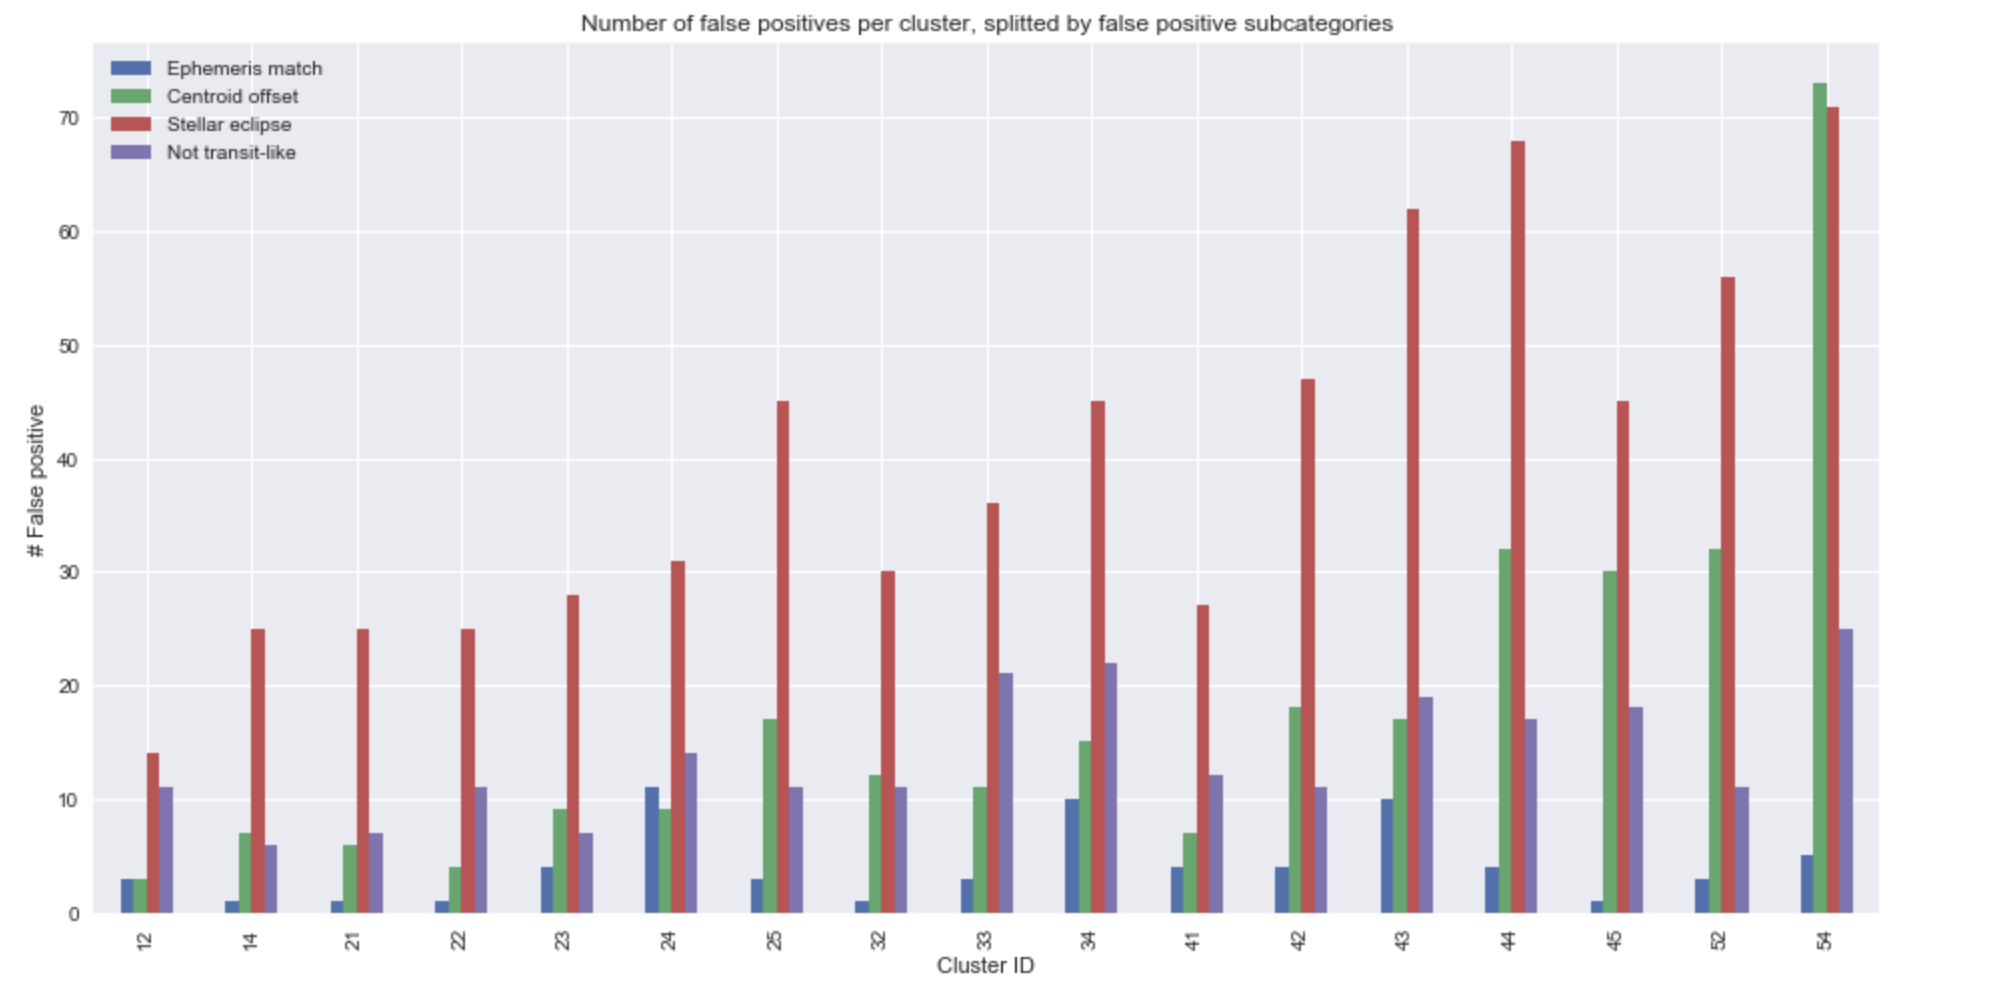 Number of false positives per cluster, splitted by false positive subcategories
Ephemeris match
Centroid offset
Stellar eclipse
Not transit-like
70
60
50
40
30
20
10
0
# False positive
12 14 21 22 23 24 25 32 33 34 41 42 43 44 45 52 54
Cluster ID